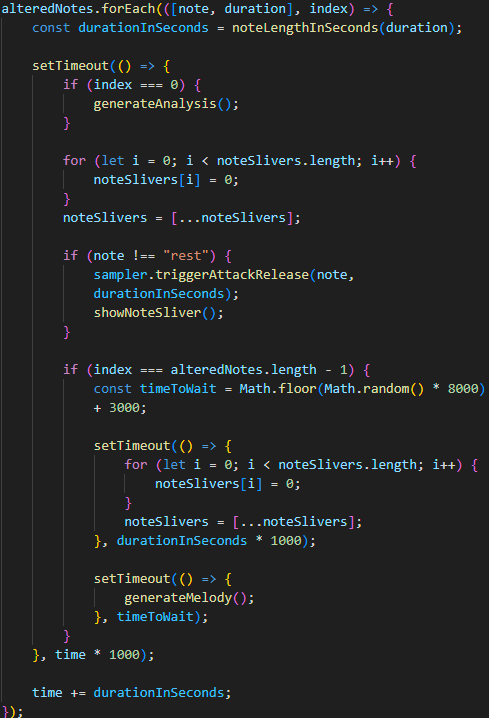 alteredNotes.forEach(([note, duration], index) => {
    const durationInSeconds = noteLengthInSeconds(duration);

    setTimeout(() => {
        if (index === 0) {
            generateAnalysis();
        }

        for (let i = 0; i < noteSlivers.length; i++) {
            noteSlivers[i] = 0;
        }
        noteSlivers = [...noteSlivers];

        if (note !== "rest") {
            sampler.triggerAttackRelease(note,
            durationInSeconds);
            showNoteSliver();
        }

        if (index === alteredNotes.length - 1) {
            const timeToWait = Math.floor(Math.random() * 8000)
            + 3000;

            setTimeout(() => {
                for (let i = 0; i < noteSlivers.length; i++) {
                    noteSlivers[i] = 0;
                }
                noteSlivers = [...noteSlivers];
            }, durationInSeconds * 1000);

            setTimeout(() => {
                generateMelody();
            }, timeToWait);
        }
    }, time * 1000);

    time += durationInSeconds;
});